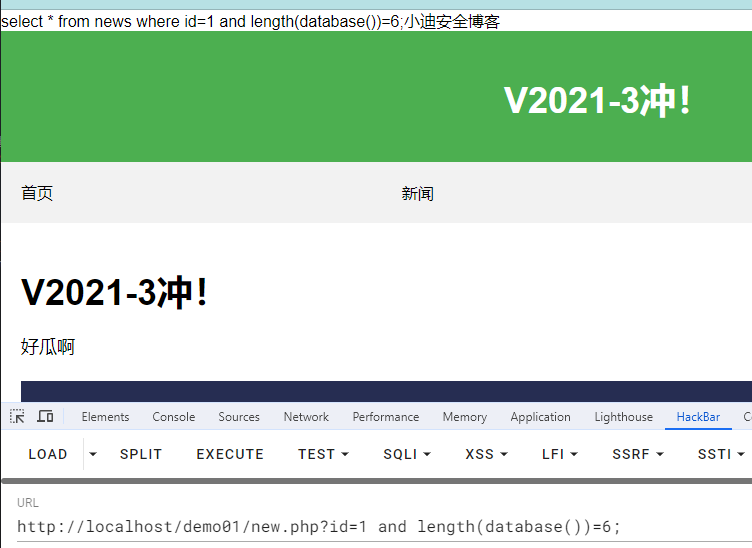 select * from news where id=1 and length(database())=6;小迪安全博客
V2021-3冲！
首页 新闻
V2021-3冲！
好瓜啊
Elements Console Sources Network Performance Memory Application Lighthouse HackBar
LOAD SPLIT EXECUTE TEST SQLI XSS LFI SSRF SSTI
URL
http://localhost/demo01/new.php?id=1 and length(database())=6;